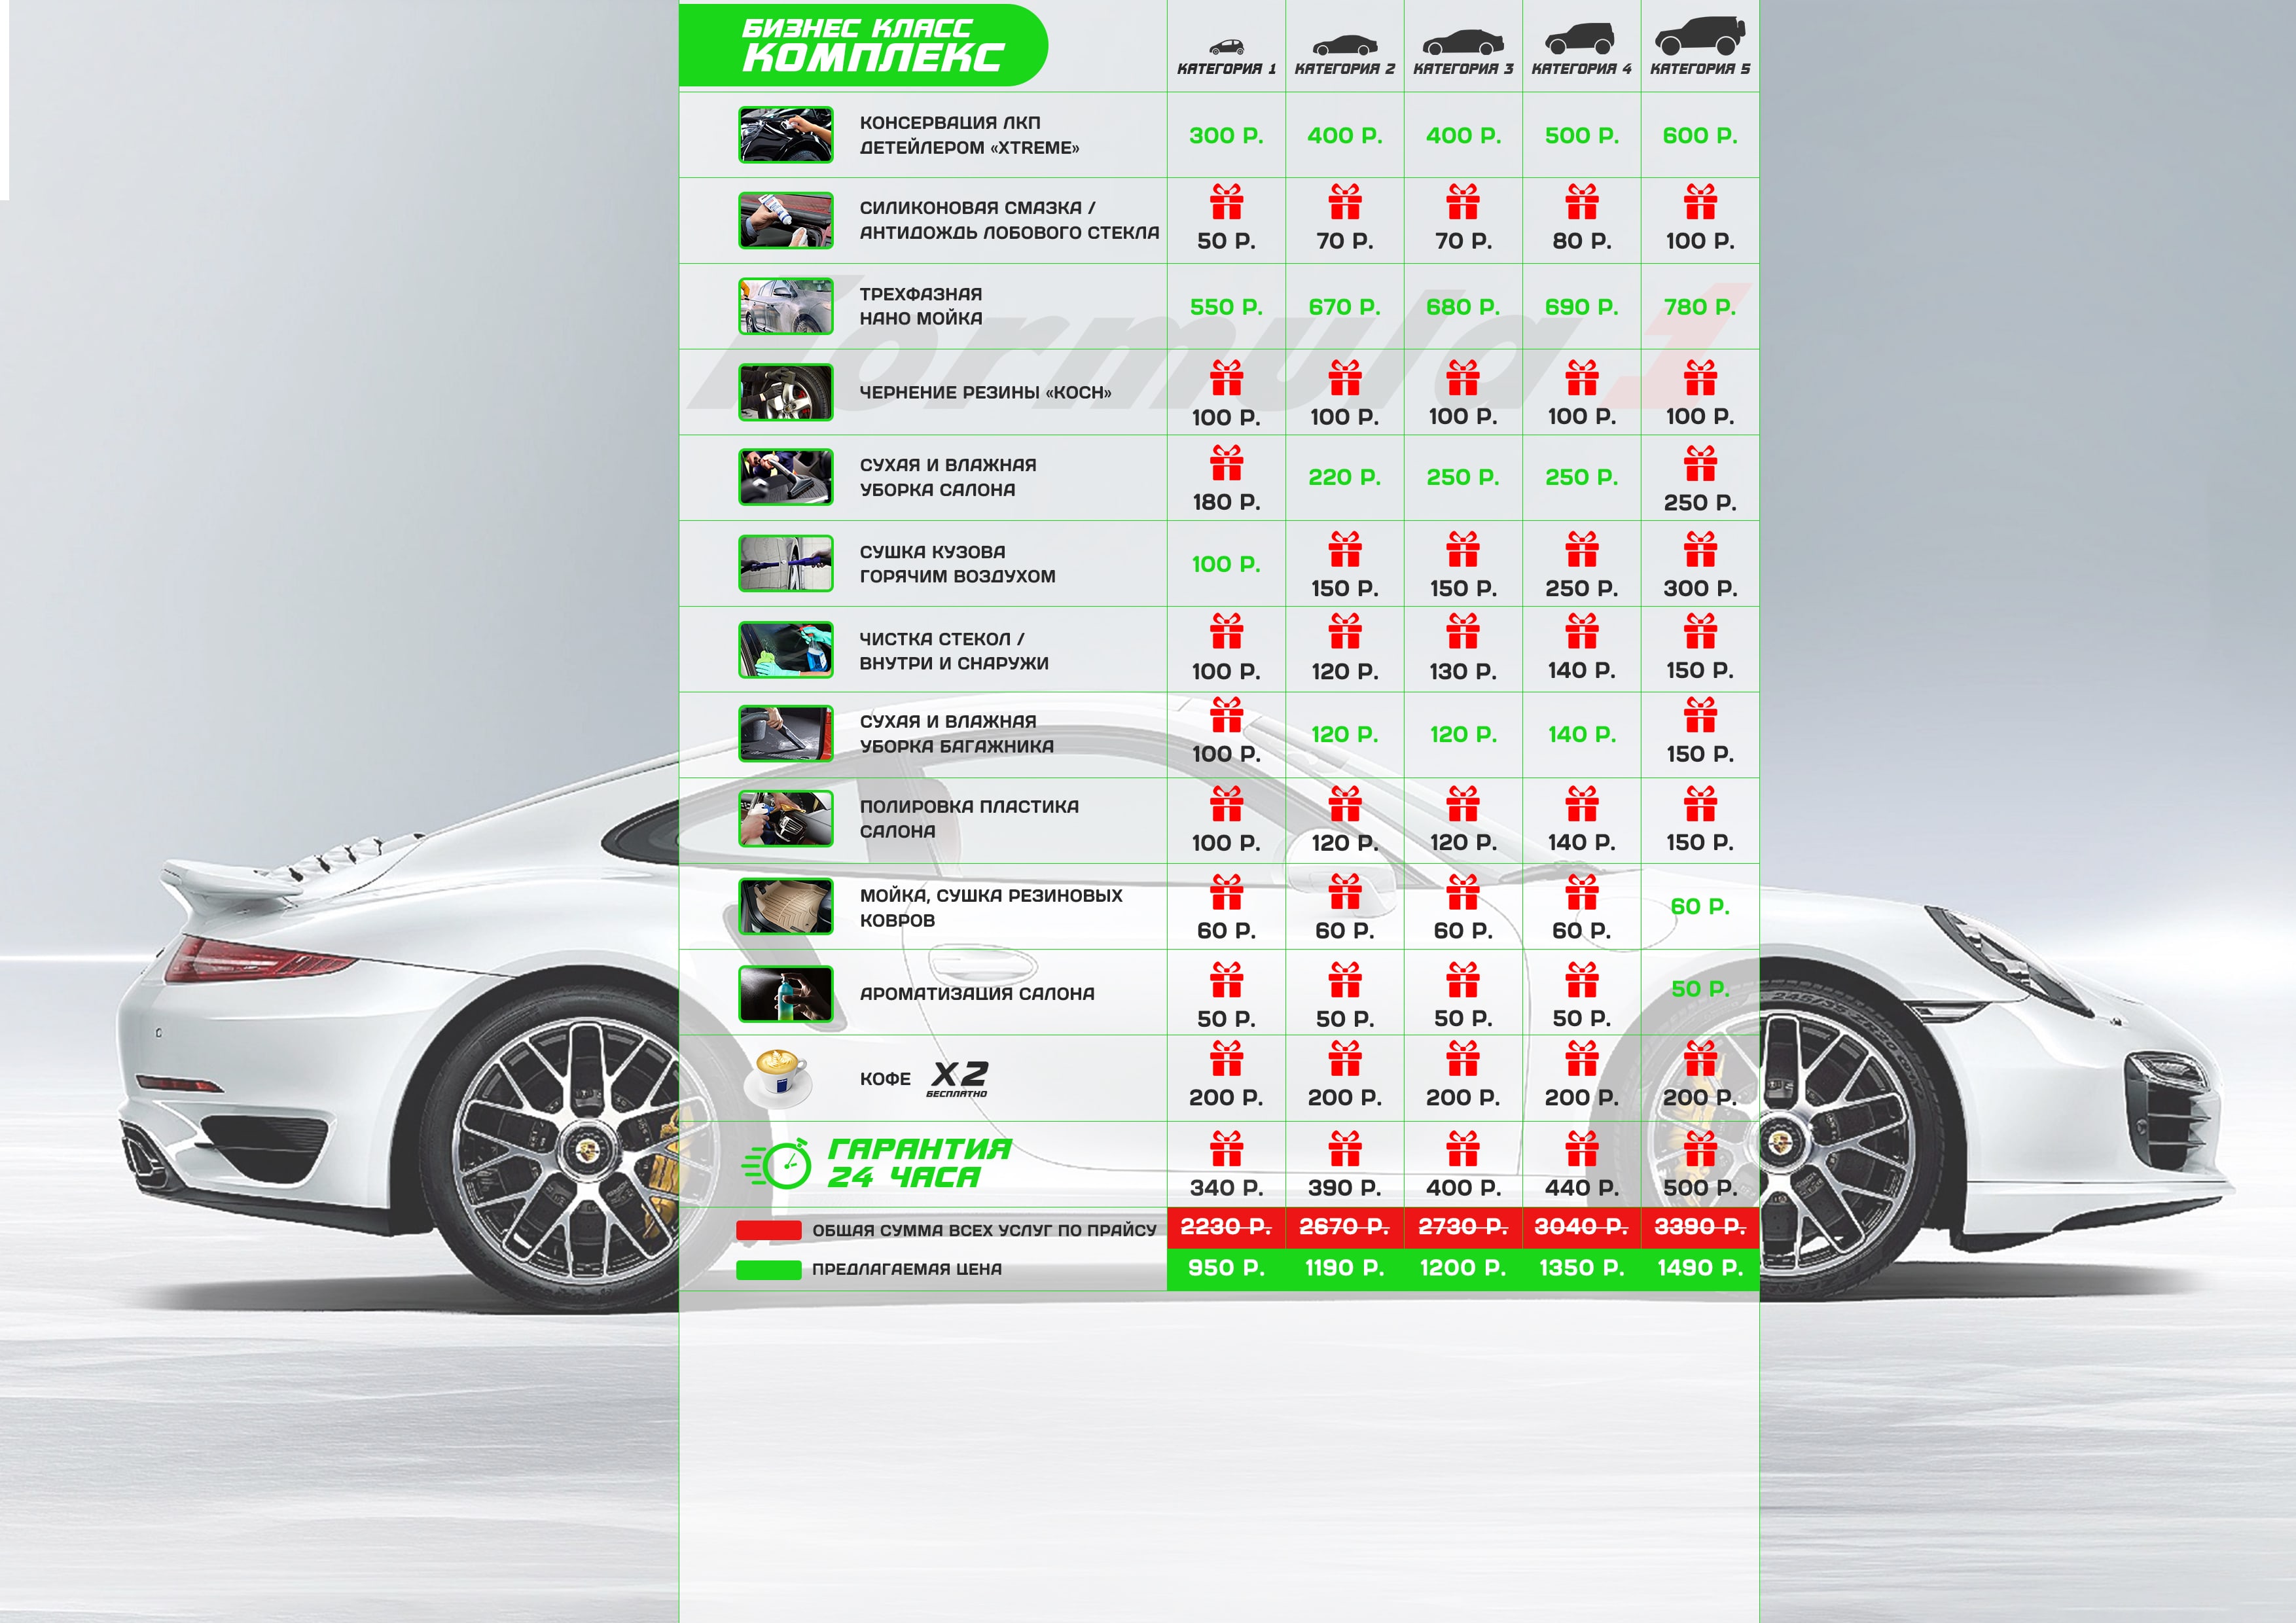 БИЗНЕС КЛАСС
КОМПЛЕКС
КАТЕГОРИЯ 1 КАТЕГОРИЯ 2 КАТЕГОРИЯ 3 КАТЕГОРИЯ 4 КАТЕГОРИЯ 5
КОНСЕРВАЦИЯ ЛКП
ДЕТЕЙЛЕРОМ «XTREME»
300 Р. 400 Р. 400 Р. 500 Р. 600 Р.
СИЛИКОНОВАЯ СМАЗКА /
АНТИДОЖДЬ ЛОБОВОГО СТЕКЛА
50 Р. 70 Р. 70 Р. 80 Р. 100 Р.
Formula 1
ТРЕХФАЗНАЯ
НАНО МОЙКА
550 Р. 670 Р. 680 Р. 690 Р. 780 Р.
ЧЕРНЕНИЕ РЕЗИНЫ «КОСН»
100 Р. 100 Р. 100 Р. 100 Р. 100 Р.
СУХАЯ И ВЛАЖНАЯ
УБОРКА САЛОНА
180 Р. 220 Р. 250 Р. 250 Р. 250 Р.
СУШКА КУЗОВА
ГОРЯЧИМ ВОЗДУХОМ
100 Р. 150 Р. 150 Р. 250 Р. 300 Р.
ЧИСТКА СТЕКОЛ /
ВНУТРИ И СНАРУЖИ
100 Р. 120 Р. 130 Р. 140 Р. 150 Р.
СУХАЯ И ВЛАЖНАЯ
УБОРКА БАГАЖНИКА
100 Р. 120 Р. 120 Р. 140 Р. 150 Р.
ПОЛИРОВКА ПЛАСТИКА
САЛОНА
100 Р. 120 Р. 120 Р. 140 Р. 150 Р.
МОЙКА, СУШКА РЕЗИНОВЫХ
КОВРОВ
60 Р. 60 Р. 60 Р. 60 Р. 60 Р.
АРОМАТИЗАЦИЯ САЛОНА
50 Р. 50 Р. 50 Р. 50 Р. 50 Р.
КОФЕ X2
БЕСПЛАТНО
200 Р. 200 Р. 200 Р. 200 Р. 200 Р.
ГАРАНТИЯ
24 ЧАСА
340 Р. 390 Р. 400 Р. 440 Р. 500 Р.
ОБЩАЯ СУММА ВСЕХ УСЛУГ ПО ПРАЙСУ 2230 Р. 2670 Р. 2730 Р. 3040 Р. 3390 Р.
ПРЕДЛАГАЕМАЯ ЦЕНА 950 Р. 1190 Р. 1200 Р. 1350 Р. 1490 Р.